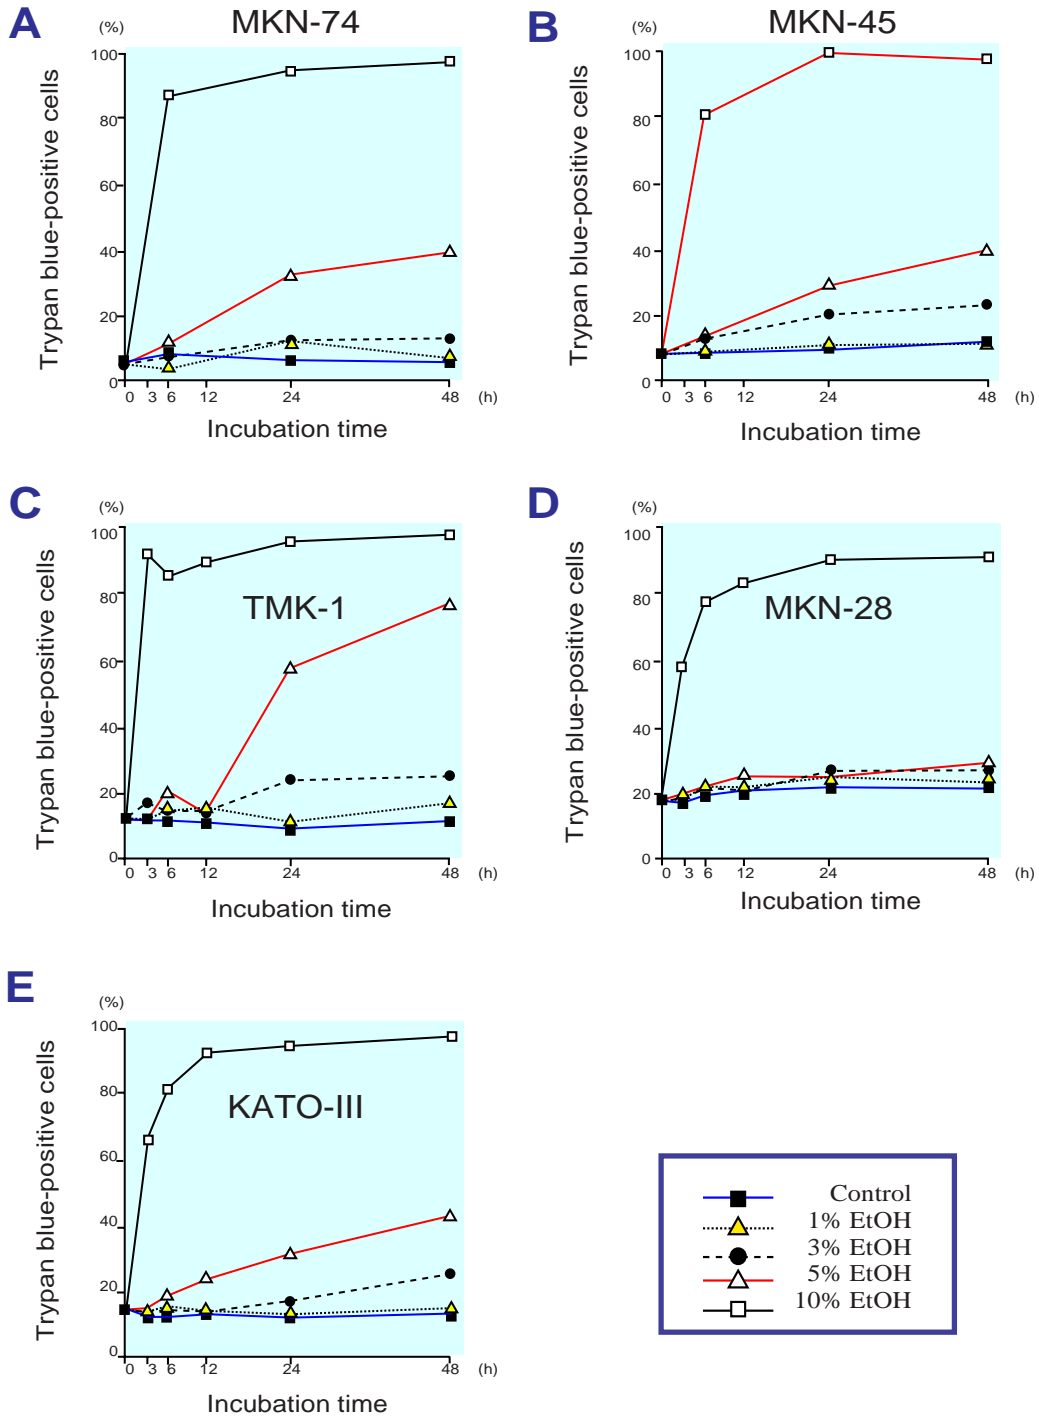 A
(%)
MKN-74
Trypan blue-positive cells
100
80
60
40
20
0
0 3 6 12 24 48 (h)
Incubation time
B
(%)
MKN-45
Trypan blue-positive cells
100
80
60
40
20
0
0 3 6 12 24 48 (h)
Incubation time
C
(%)
TMK-1
Trypan blue-positive cells
100
80
60
40
20
0
0 3 6 12 24 48 (h)
Incubation time
D
(%)
MKN-28
Trypan blue-positive cells
100
80
60
40
20
0
0 3 6 12 24 48 (h)
Incubation time
E
(%)
KATO-III
Trypan blue-positive cells
100
80
60
40
20
0
0 3 6 12 24 48 (h)
Incubation time
Control
1% EtOH
3% EtOH
5% EtOH
10% EtOH